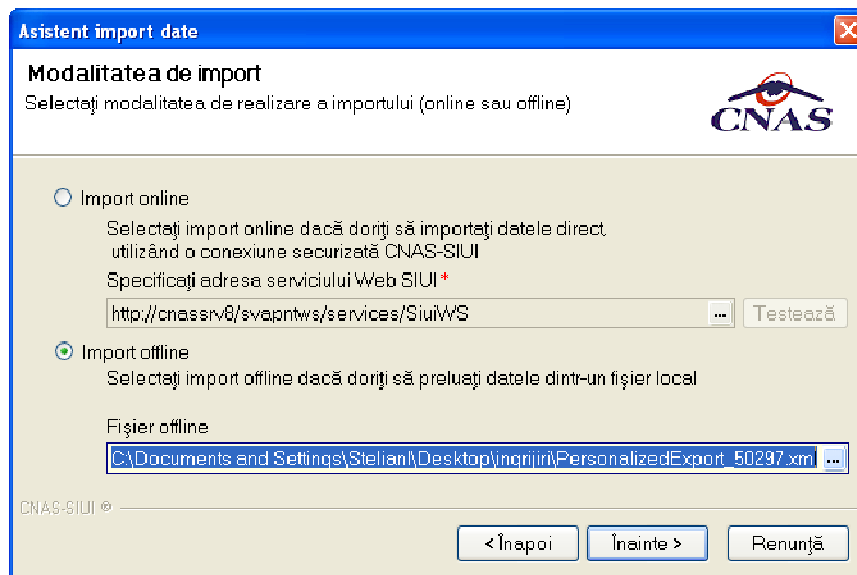 Asistent import date
Modalitatea de import
Selectați modalitatea de realizare a importului (online sau offline)
CNAS
Import online
Selectați import online dacă doriți să importați datele direct,
utilizând o conexiune securizată CNAS-SIUI
Specificați adresa serviciului Web SIUI *
http://cnassrv8/svapntws/services/SiuiWS
...
Testează
Import offline
Selectați import offline dacă doriți să preluați datele dintr-un fișier local
Fișier offline
C:\Documents and Settings\StelianI\Desktop\ingrijiri\PersonalizedExport_50297.xml
...
CNAS-SIUI ®
< Înapoi
Înainte >
Renunță